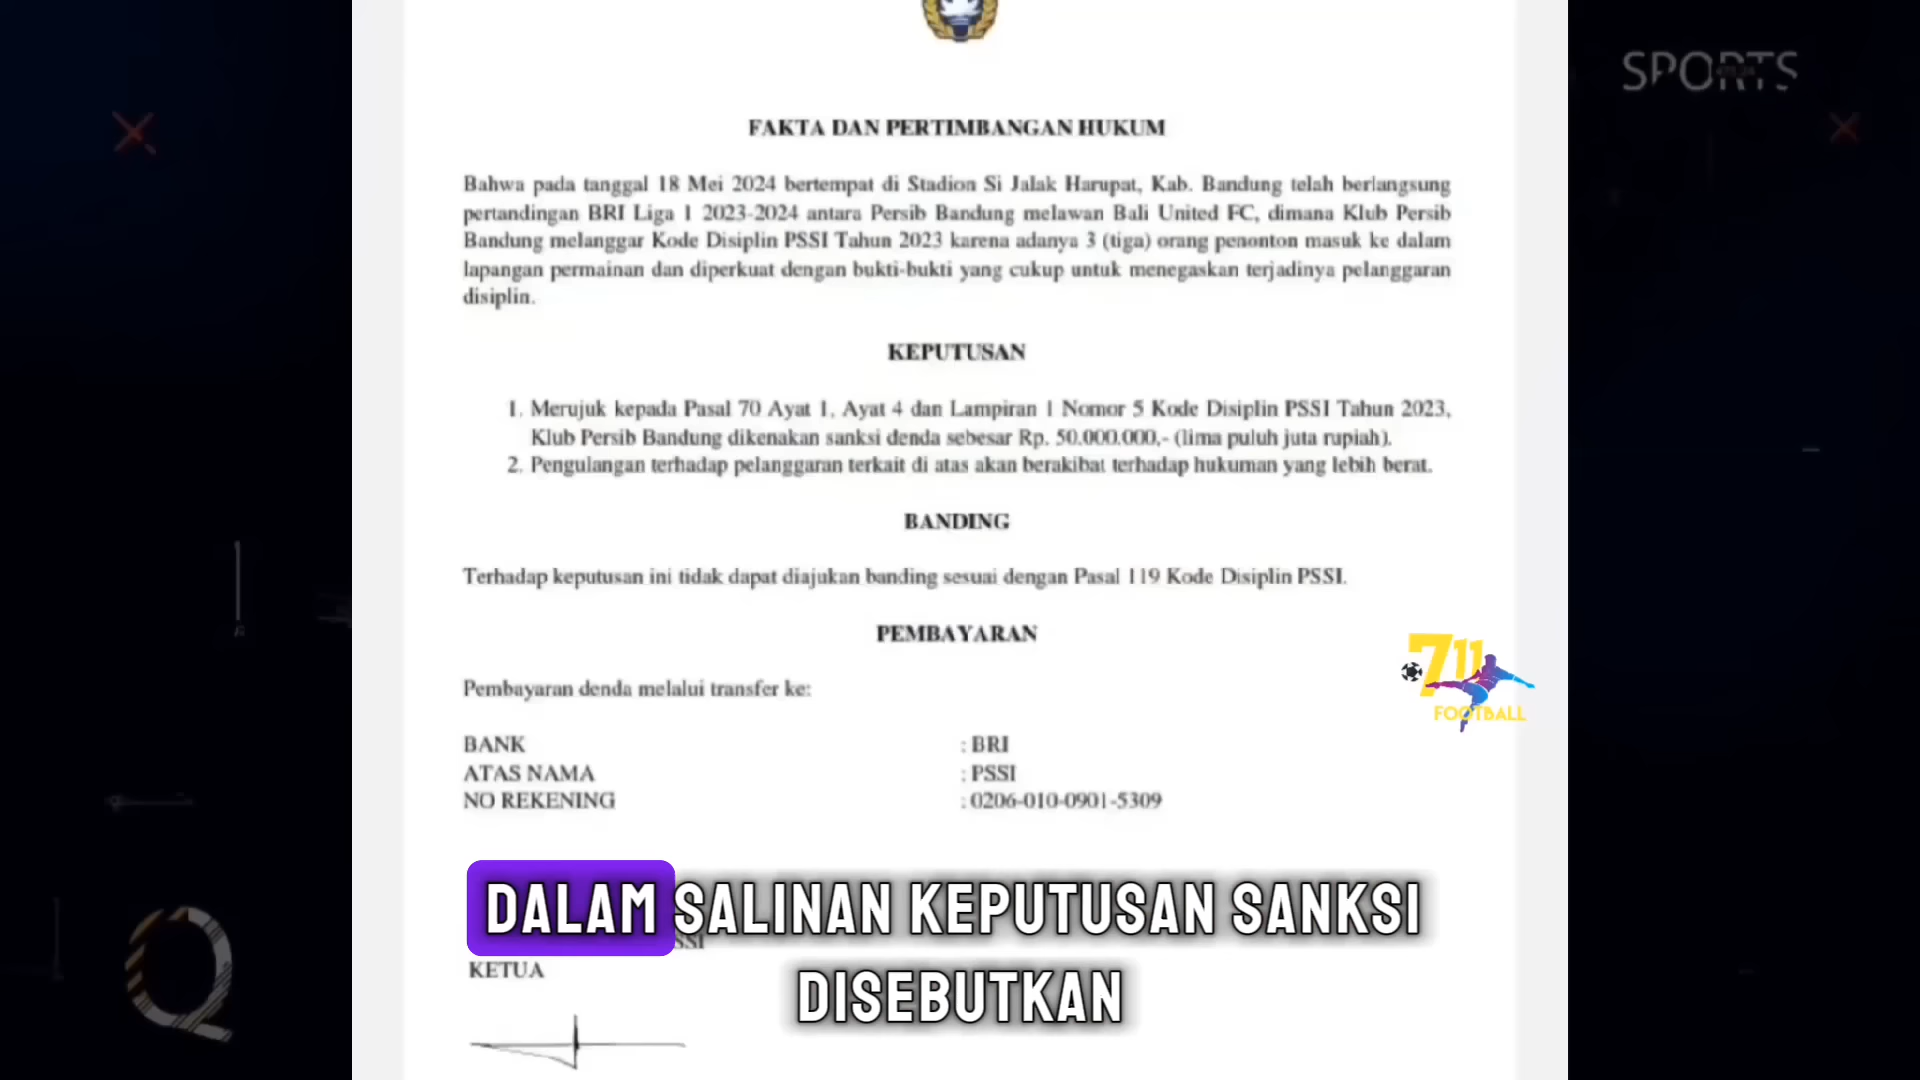 SPORTS
FAKTA DAN PERTIMBANGAN HUKUM
Bahwa pada tanggal 18 Mei 2024 bertempat di Stadion Si Jalak Harupat, Kab. Bandung telah berlangsung
pertandingan BRI Liga 1 2023-2024 antara Persib Bandung melawan Bali United FC, dimana Klub Persib
Bandung melanggar Kode Disiplin PSSI Tahun 2023 karena adanya 3 (tiga) orang penonton masuk ke dalam
lapangan permainan dan diperkuat dengan bukti-bukti yang cukup untuk menegaskan terjadinya pelanggaran
disiplin.
KEPUTUSAN
1. Merujuk kepada Pasal 70 Ayat 1, Ayat 4 dan Lampiran 1 Nomor 5 Kode Disiplin PSSI Tahun 2023,
Klub Persib Bandung dikenakan sanksi denda sebesar Rp. 50.000.000,- (lima puluh juta rupiah).
2. Pengulangan terhadap pelanggaran terkait di atas akan berakibat terhadap hukuman yang lebih berat.
BANDING
Terhadap keputusan ini tidak dapat diajukan banding sesuai dengan Pasal 119 Kode Disiplin PSSI.
PEMBAYARAN
Pembayaran denda melalui transfer ke:
BANK : BRI
ATAS NAMA : PSSI
NO REKENING : 0206-010-0901-5309
711
FOOTBALL
DALAM SALINAN KEPUTUSAN SANKSI
DISEBUTKAN
KETUA
Q